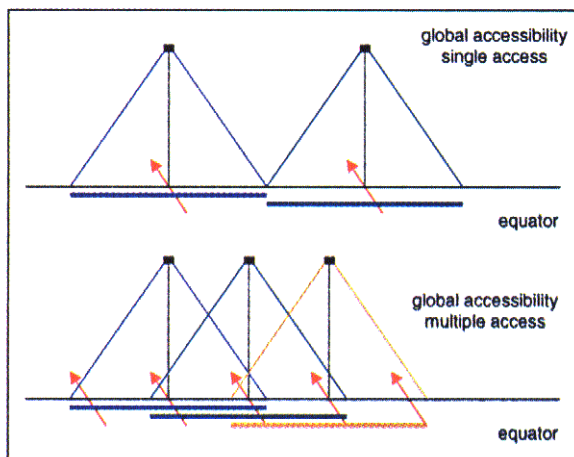 global accessibility
single access
equator
global accessibility
multiple access
equator